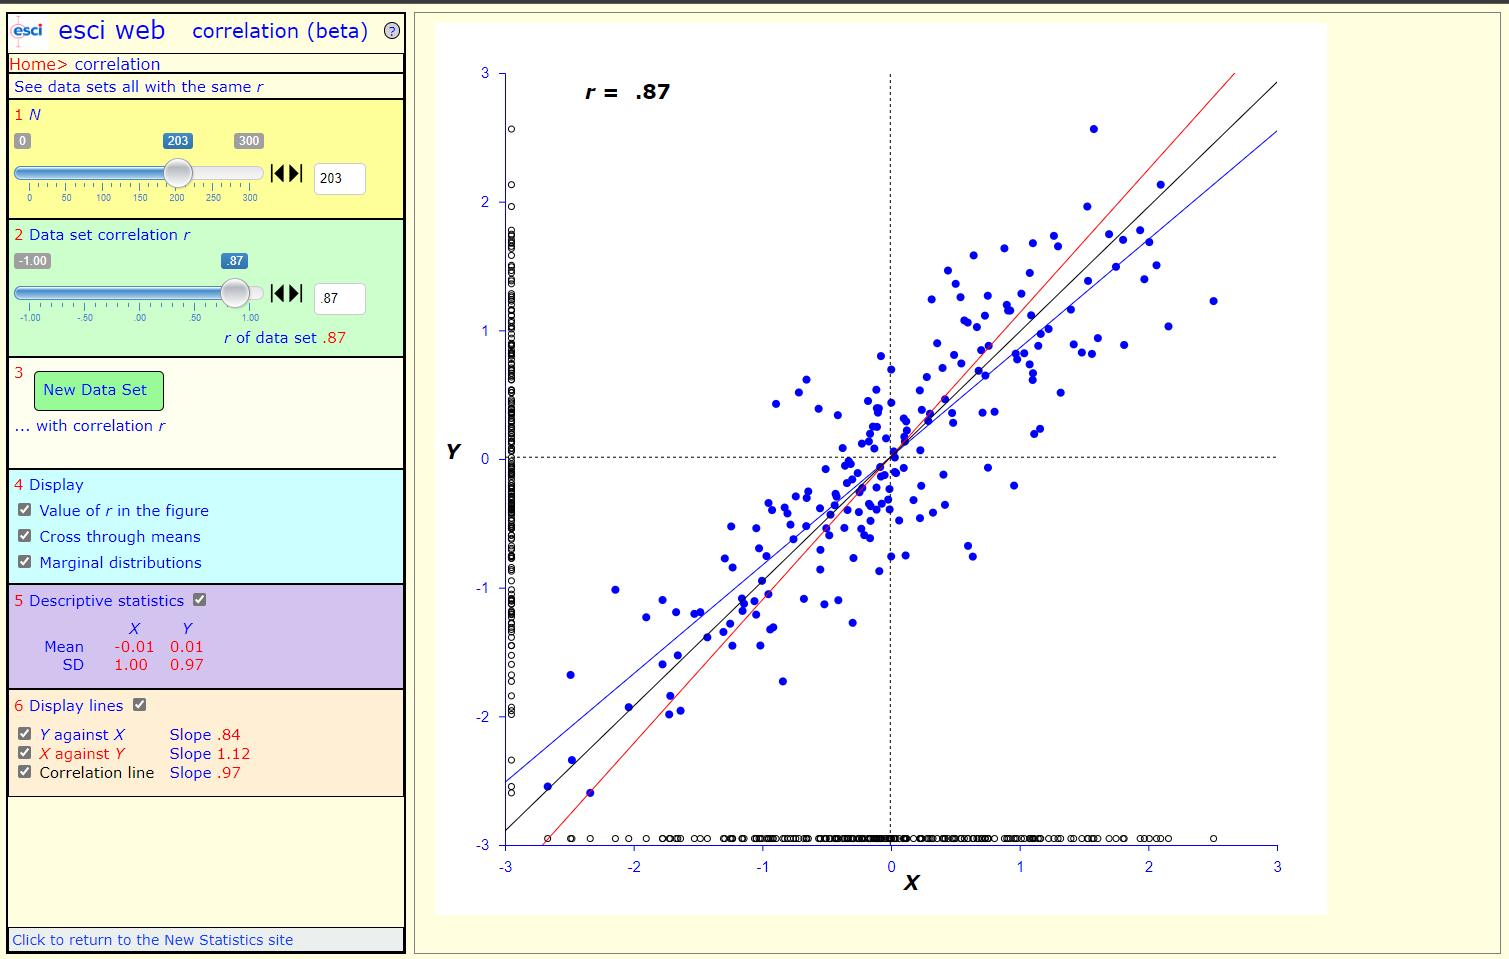 esci esci web correlation (beta) ?
Home> correlation
See data sets all with the same r
1 N
0 203 300
203
0 50 100 150 200 250 300
2 Data set correlation r
-1.00 .87
.87
-1.00 -.50 .00 .50 1.00
r of data set .87
3
New Data Set
... with correlation r
4 Display
Value of r in the figure
Cross through means
Marginal distributions
5 Descriptive statistics
X Y
Mean -0.01 0.01
SD 1.00 0.97
6 Display lines
Y against X Slope .84
X against Y Slope 1.12
Correlation line Slope .97
Click to return to the New Statistics site
r = .87
3
2
1
Y
0
-1
-2
-3
-3 -2 -1 0 1 2 3
X